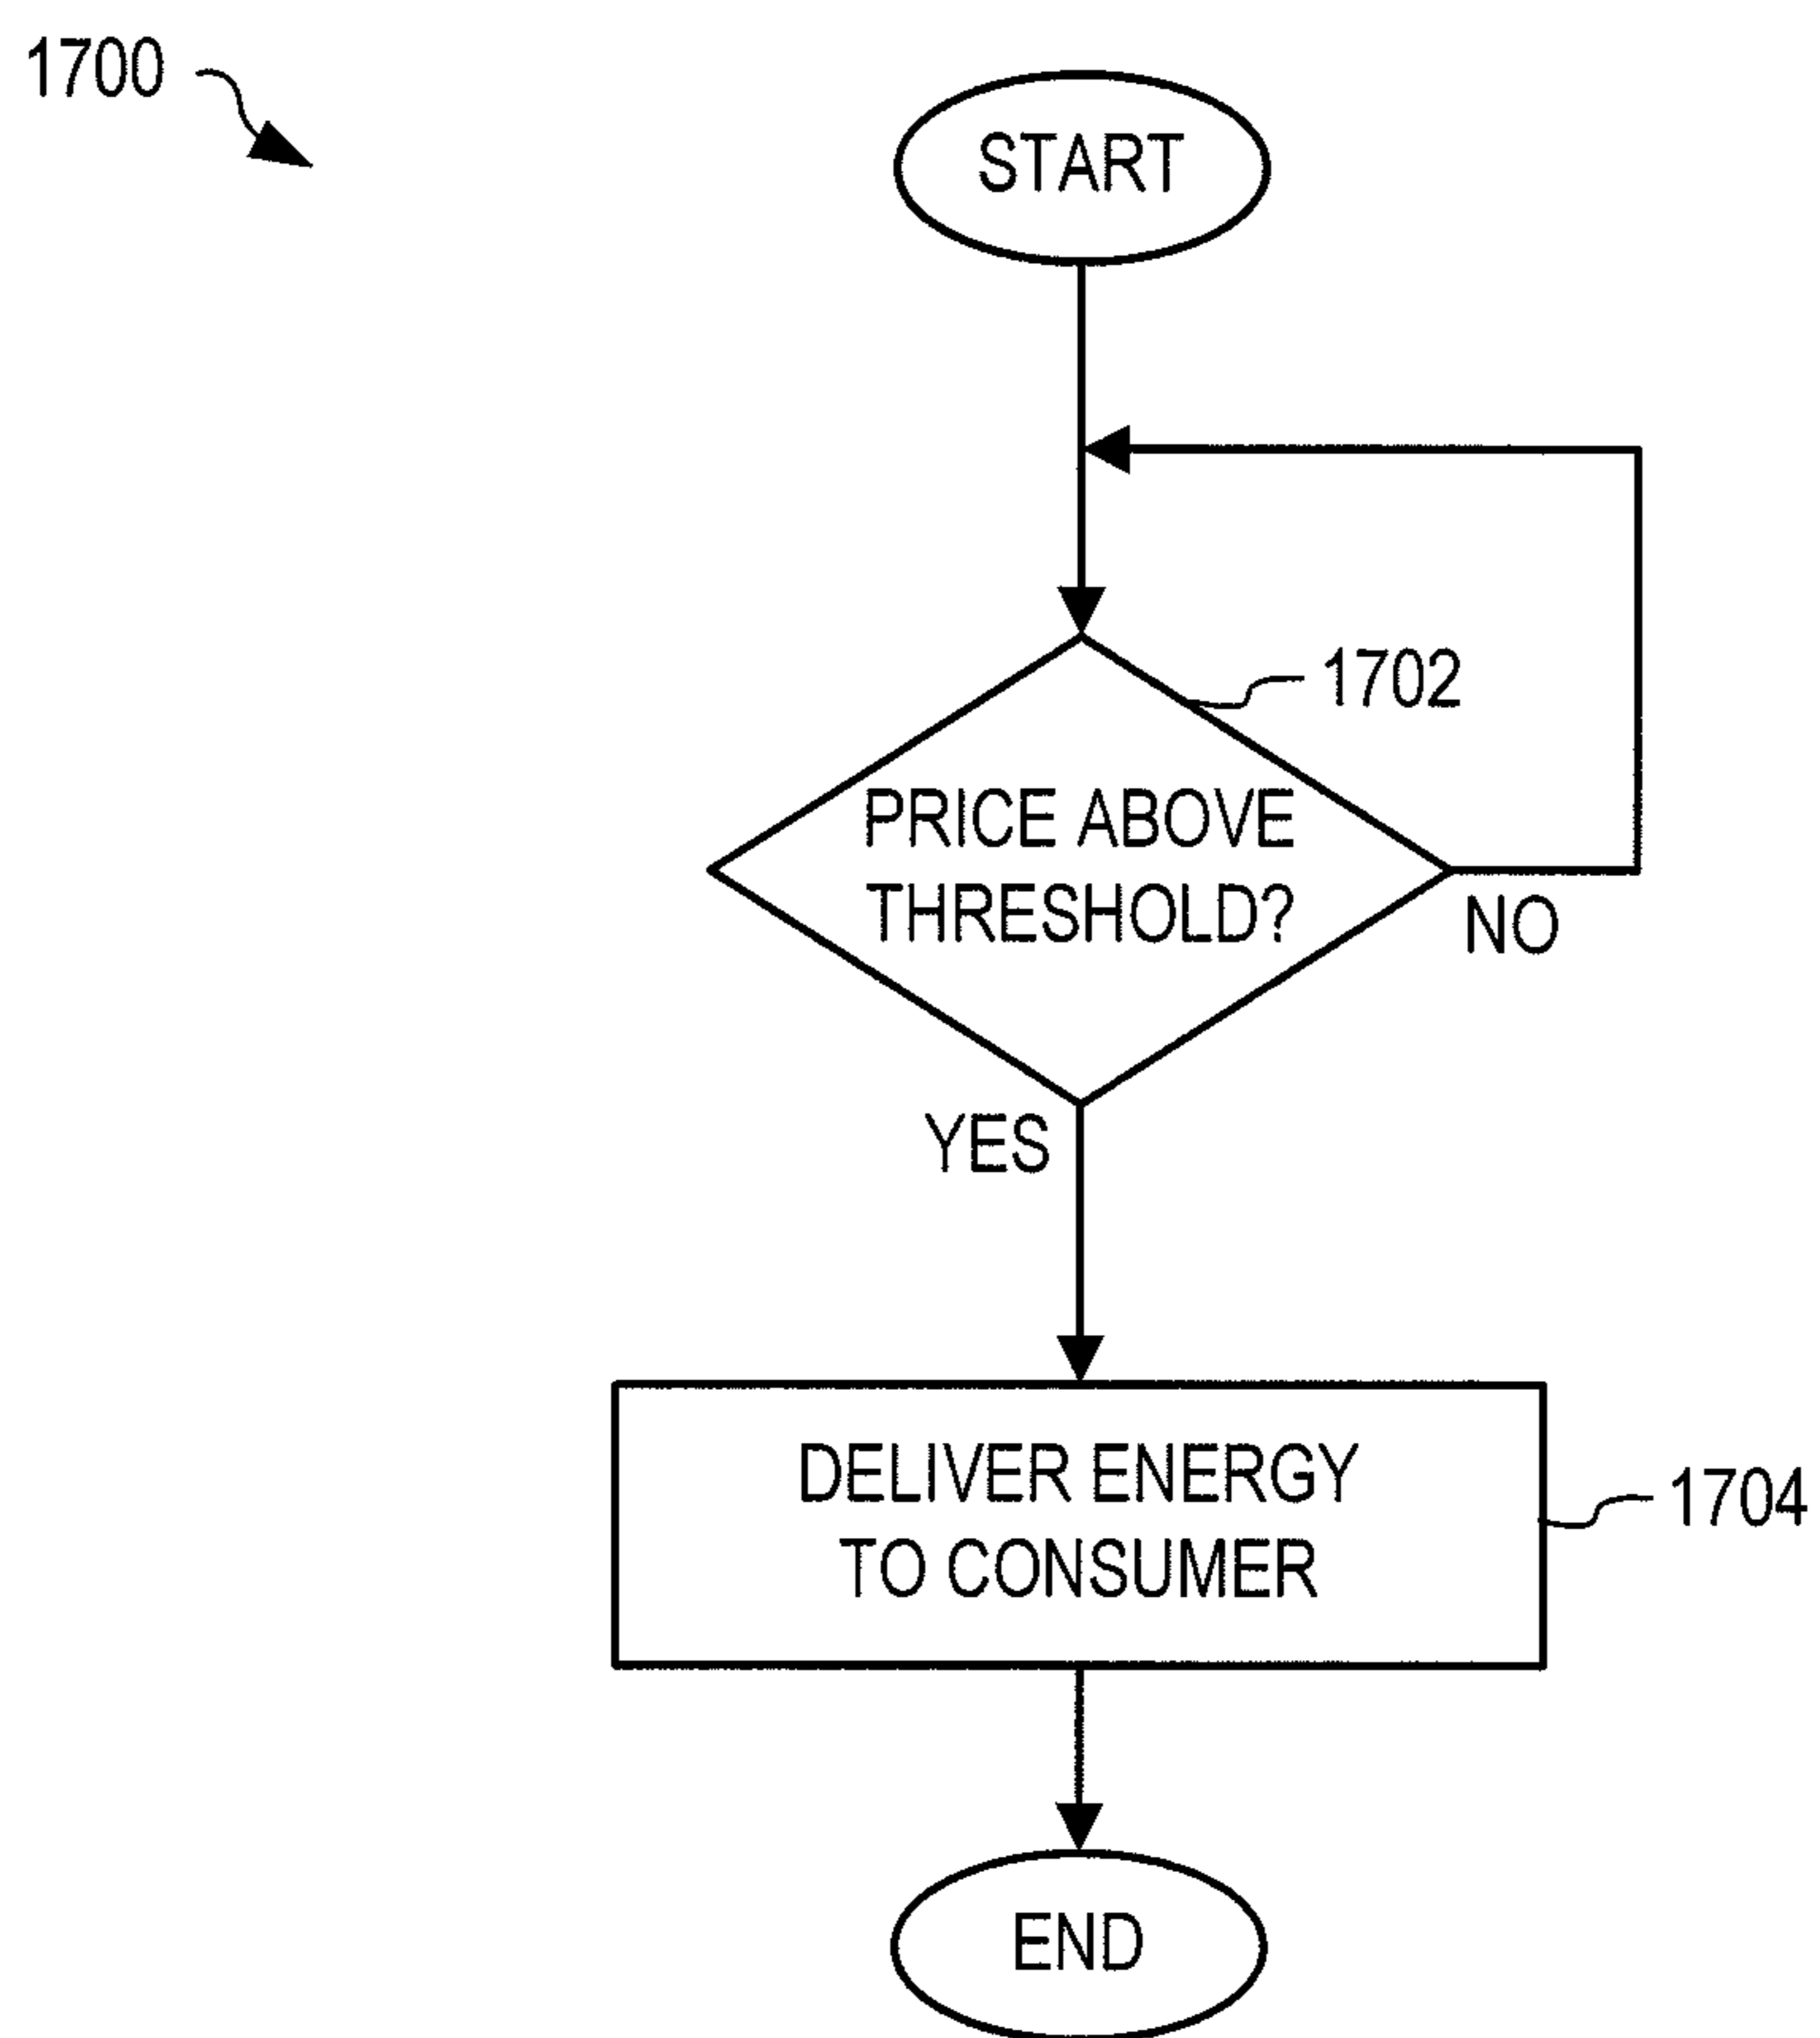 1700
START
1702
PRICE ABOVE
THRESHOLD?
NO
YES
DELIVER ENERGY
TO CONSUMER
1704
END